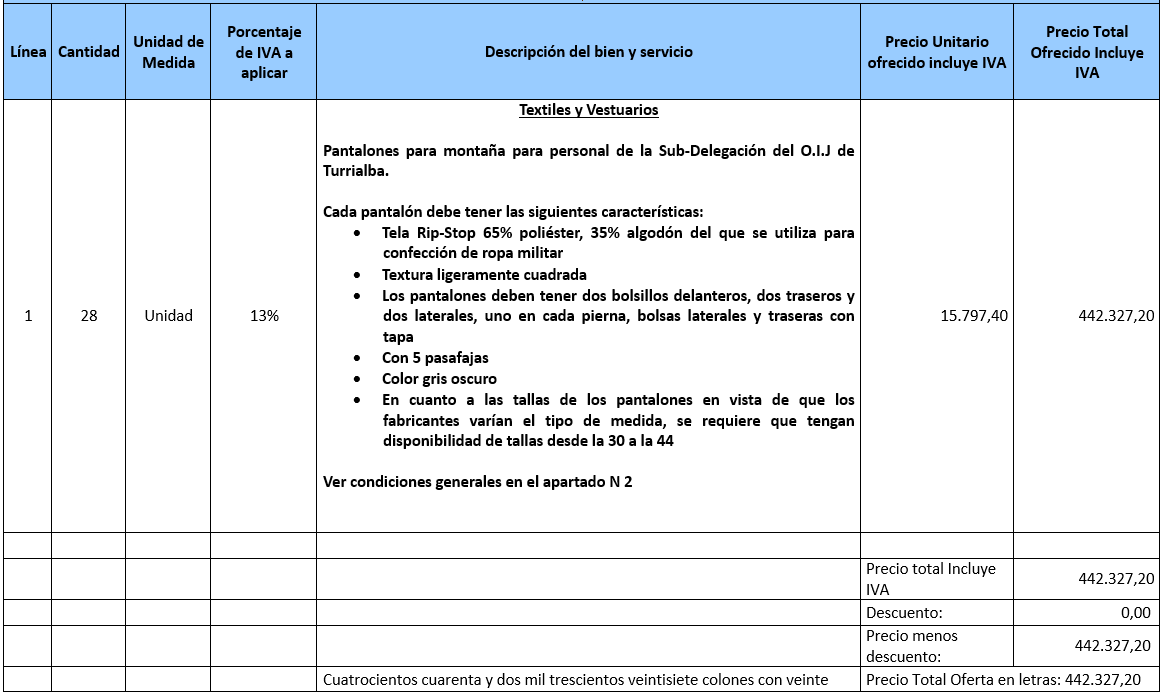 Línea
Cantidad
Unidad de
Medida
Porcentaje
de IVA a
aplicar
Descripción del bien y servicio
Precio Unitario
ofrecido incluye IVA
Precio Total
Ofrecido Incluye
IVA
Textiles y Vestuarios
Pantalones para montaña para personal de la Sub-Delegación del O.I.J de
Turrialba.
Cada pantalón debe tener las siguientes características:
• Tela Rip-Stop 65% poliéster, 35% algodón del que se utiliza para
confección de ropa militar
• Textura ligeramente cuadrada
• Los pantalones deben tener dos bolsillos delanteros, dos traseros y
dos laterales, uno en cada pierna, bolsas laterales y traseras con
tapa
• Con 5 pasafajas
• Color gris oscuro
• En cuanto a las tallas de los pantalones en vista de que los
fabricantes varían el tipo de medida, se requiere que tengan
disponibilidad de tallas desde la 30 a la 44
Ver condiciones generales en el apartado N 2
1
28
Unidad
13%
15.797,40
442.327,20
Precio total Incluye
IVA
442.327,20
Descuento:
0,00
Precio menos
descuento:
442.327,20
Cuatrocientos cuarenta y dos mil trescientos veintisiete colones con veinte
Precio Total Oferta en letras: 442.327,20